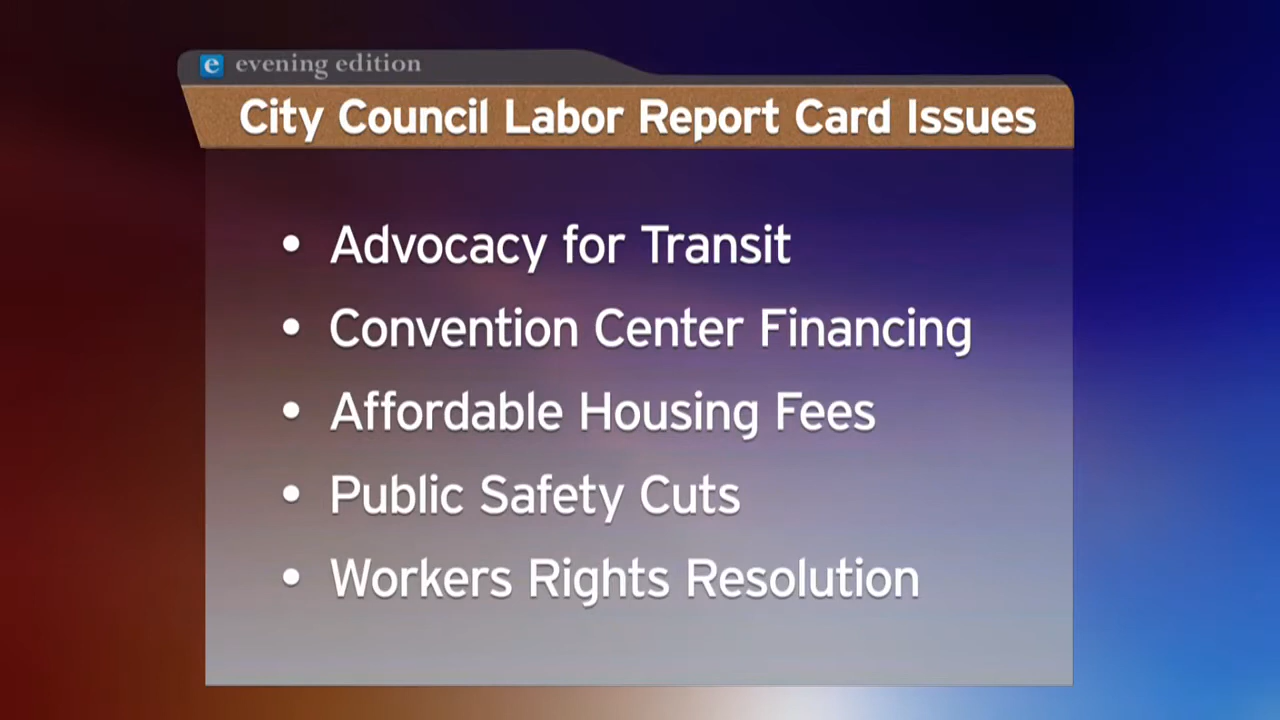 e evening edition
City Council Labor Report Card Issues
• Advocacy for Transit
• Convention Center Financing
• Affordable Housing Fees
• Public Safety Cuts
• Workers Rights Resolution